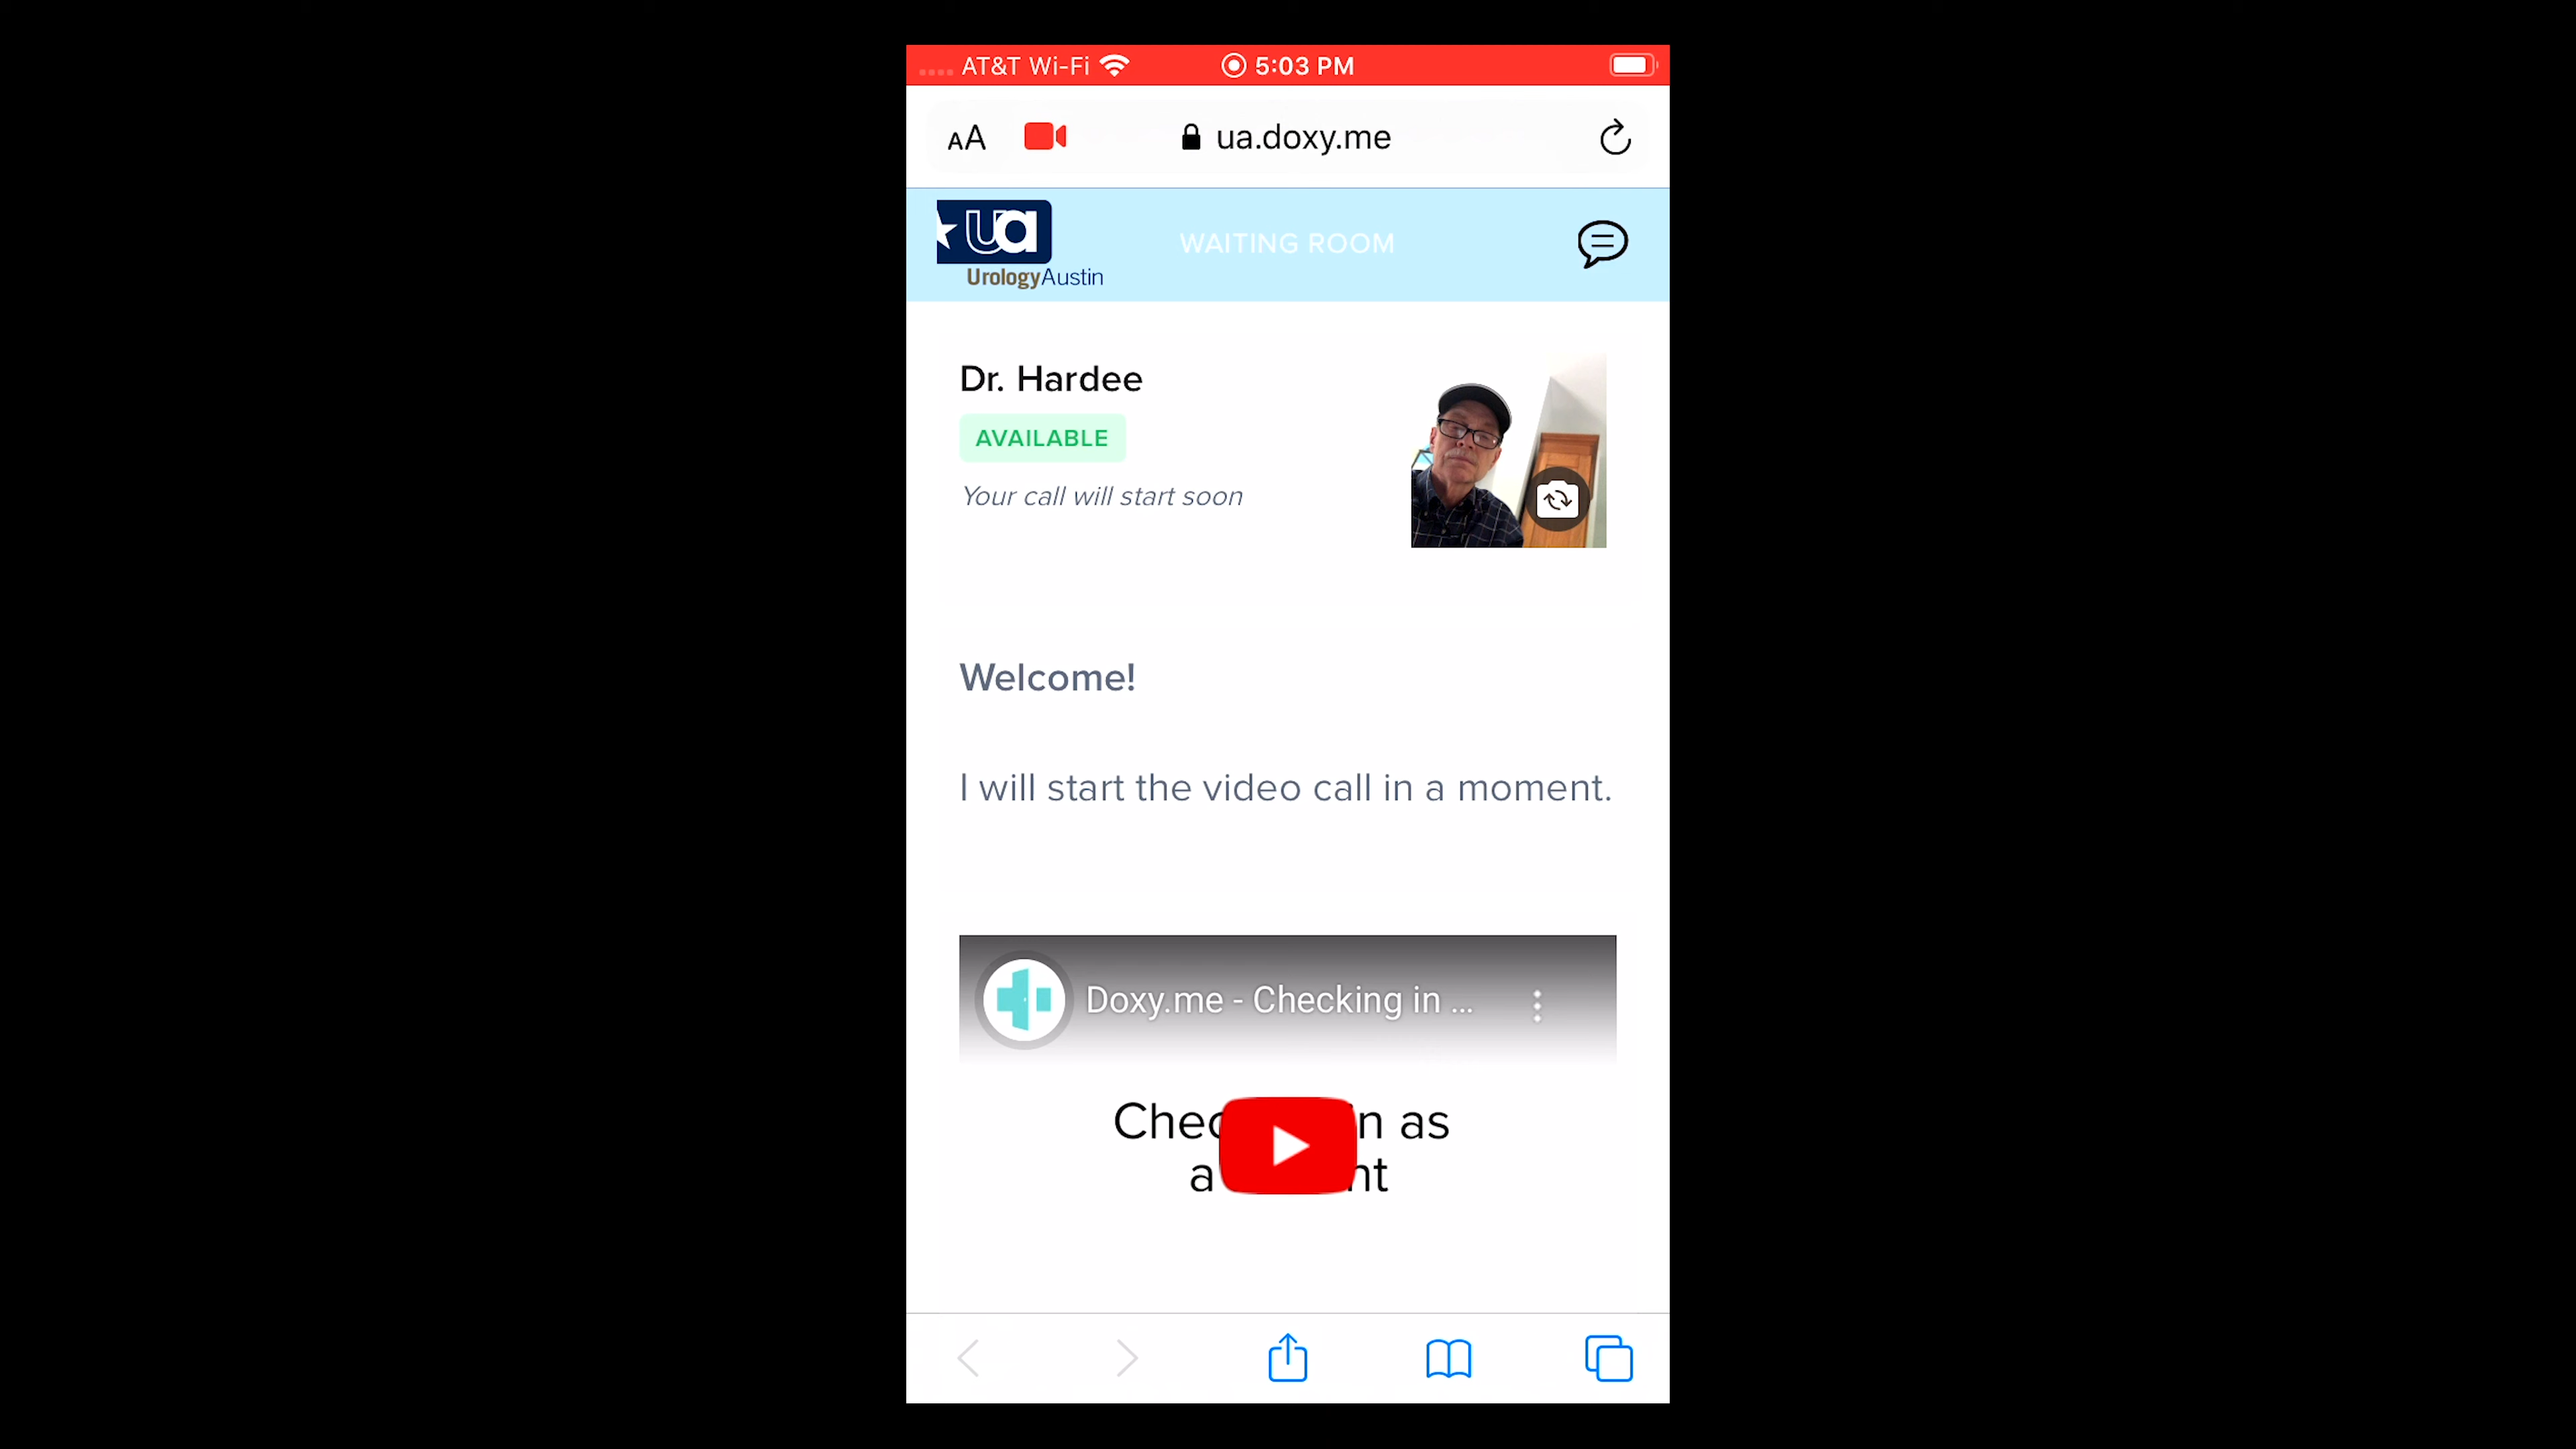 AT&T Wi-Fi 5:03 PM
AA ua.doxy.me
ua
UrologyAustin
WAITING ROOM
Dr. Hardee
AVAILABLE
Your call will start soon
Welcome!
I will start the video call in a moment.
Doxy.me - Checking in ...
in as
a